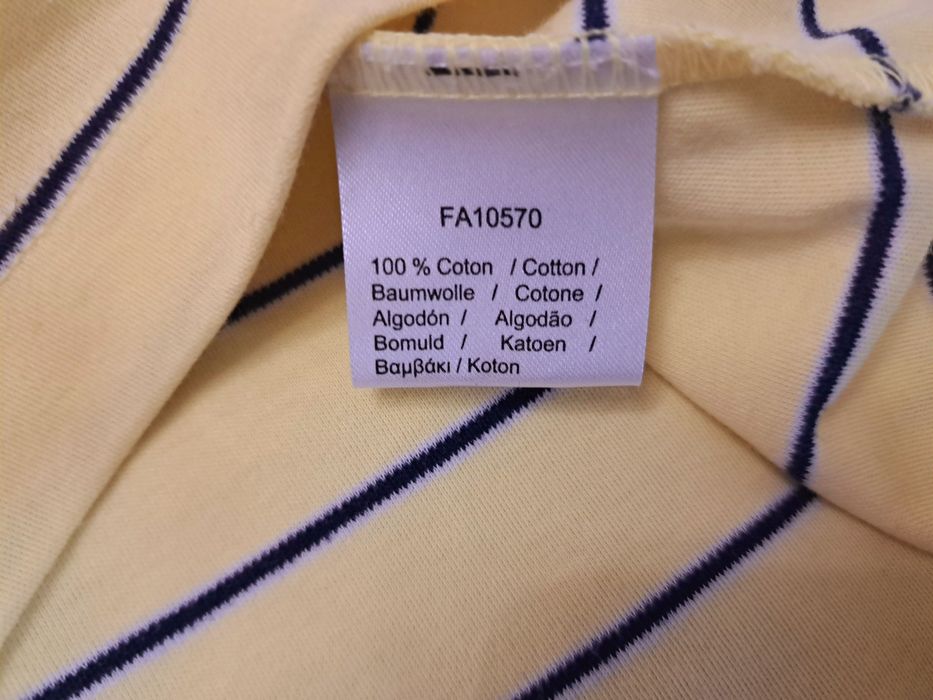 FA10570
100 % Coton / Cotton /
Baumwolle / Cotone /
Algodón / Algodão /
Bomuld / Katoen /
Βαμβάκι / Koton